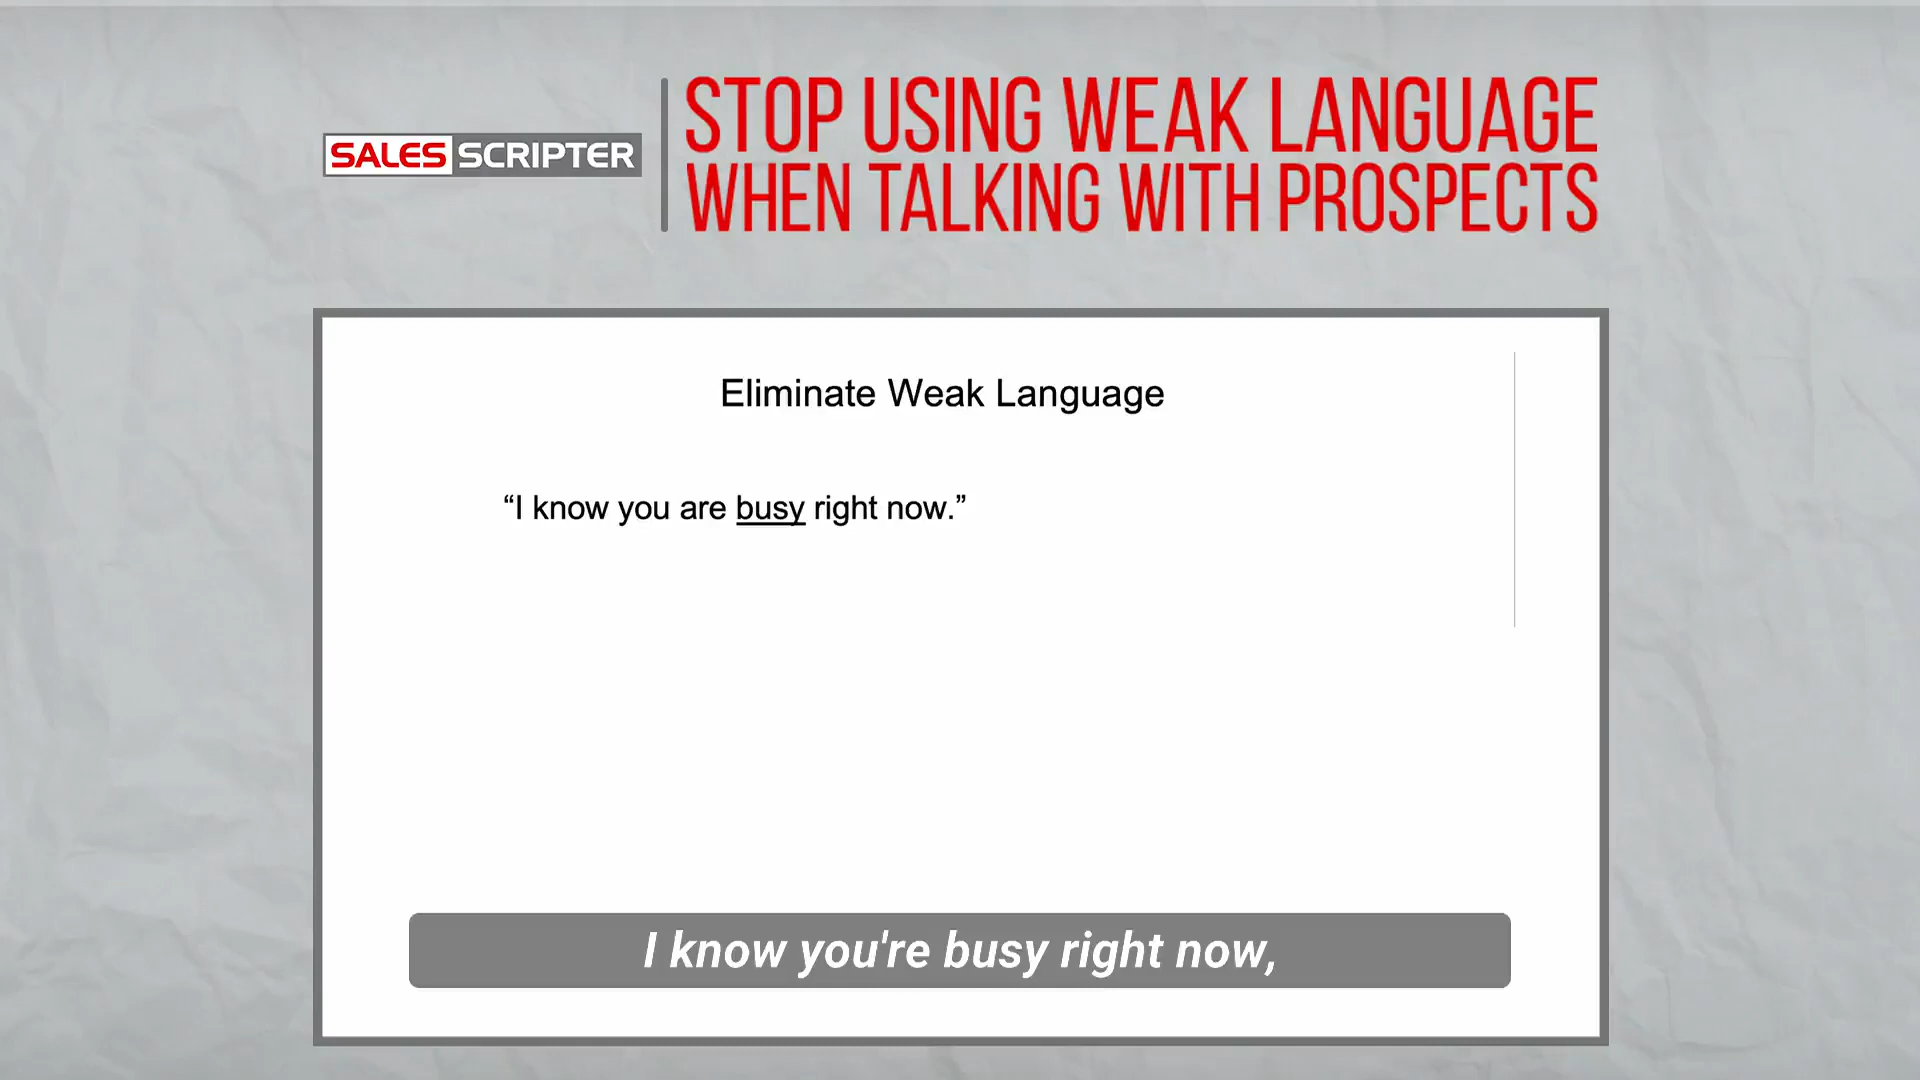 SALES SCRIPTER
STOP USING WEAK LANGUAGE
WHEN TALKING WITH PROSPECTS
Eliminate Weak Language
“I know you are busy right now.”
I know you're busy right now,